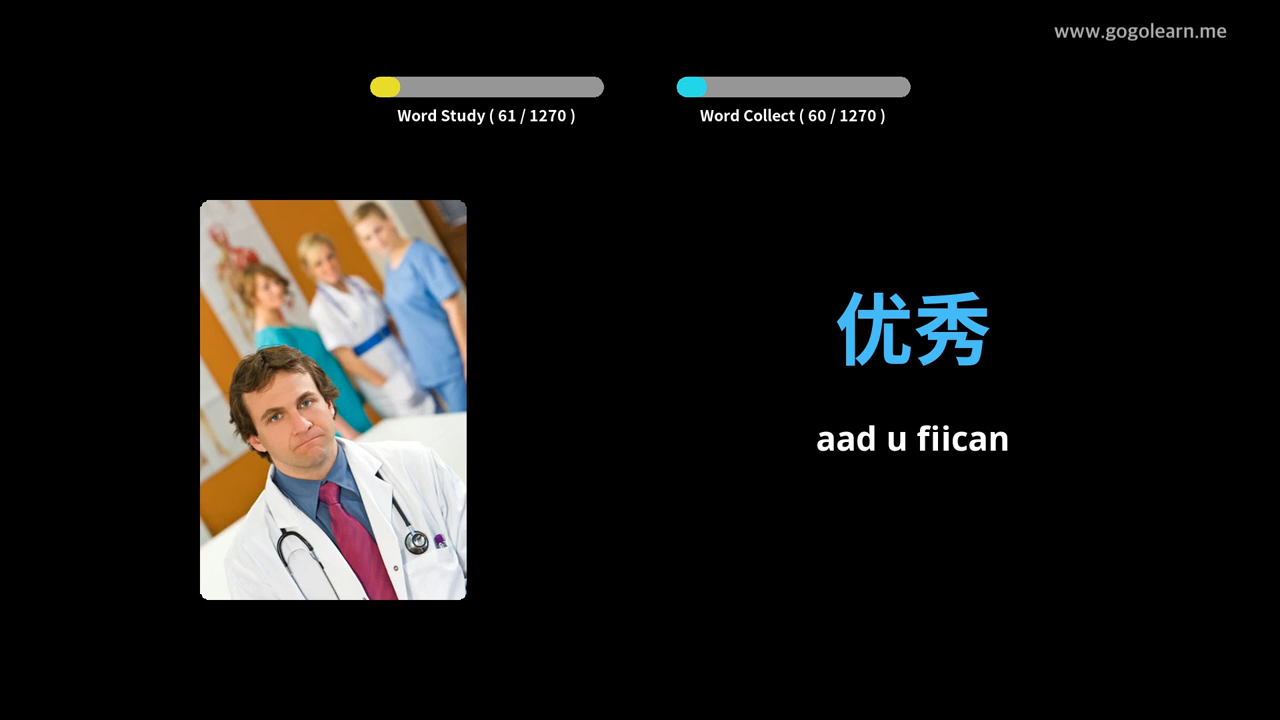 www.gogolearn.me
Word Study ( 61 / 1270 )
Word Collect ( 60 / 1270 )
优秀
aad u fiican